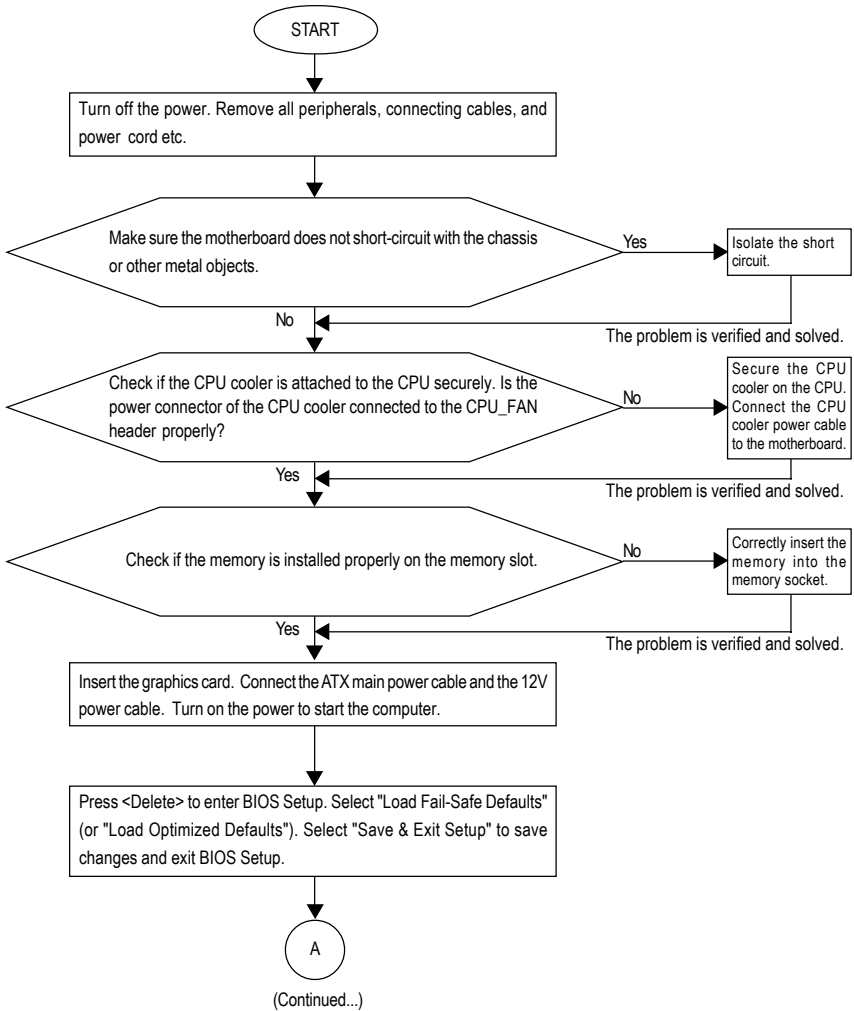 START
Turn off the power. Remove all peripherals, connecting cables, and
power cord etc.
Make sure the motherboard does not short-circuit with the chassis
or other metal objects.
Yes
Isolate the short
circuit.
No
The problem is verified and solved.
Check if the CPU cooler is attached to the CPU securely. Is the
power connector of the CPU cooler connected to the CPU_FAN
header properly?
No
Secure the CPU
cooler on the CPU.
Connect the CPU
cooler power cable
to the motherboard.
Yes
The problem is verified and solved.
Check if the memory is installed properly on the memory slot.
No
Correctly insert the
memory into the
memory socket.
Yes
The problem is verified and solved.
Insert the graphics card. Connect the ATX main power cable and the 12V
power cable. Turn on the power to start the computer.
Press <Delete> to enter BIOS Setup. Select "Load Fail-Safe Defaults"
(or "Load Optimized Defaults"). Select "Save & Exit Setup" to save
changes and exit BIOS Setup.
A
(Continued...)